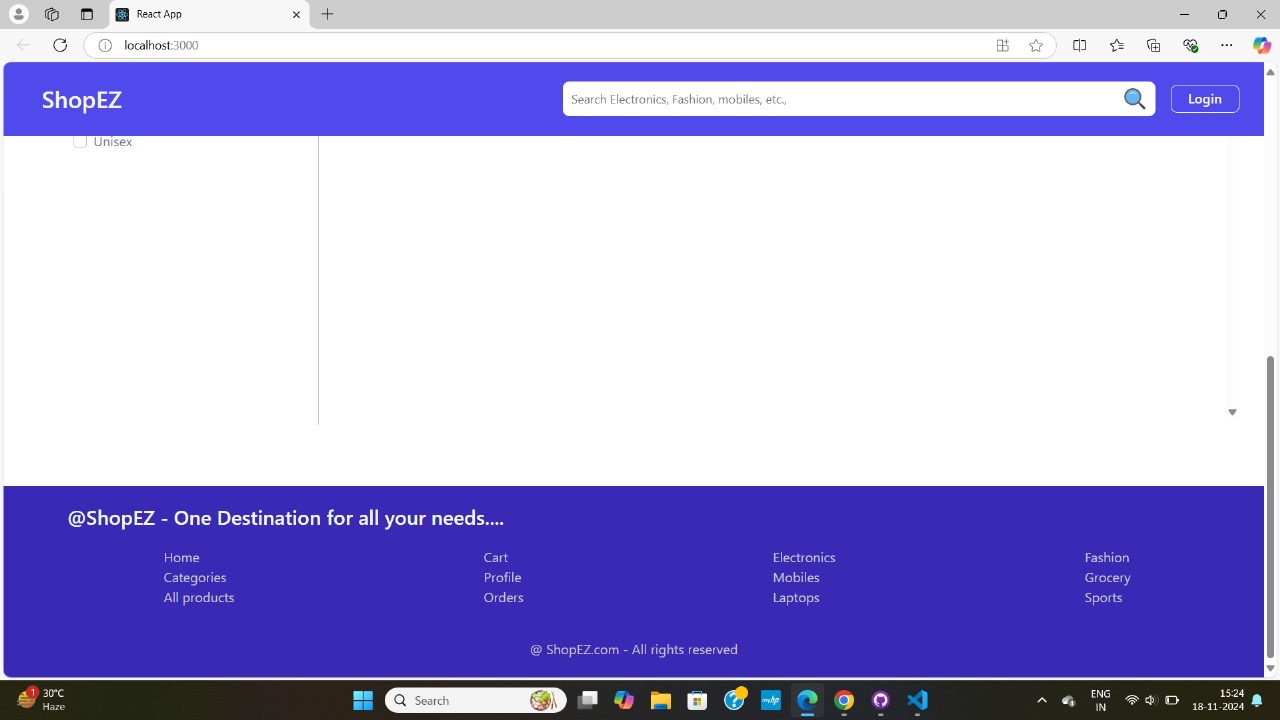 React App
localhost:3000
ShopEZ
Search Electronics, Fashion, mobiles, etc.,
Login
Unisex
@ShopEZ - One Destination for all your needs....
Home Cart Electronics Fashion
Categories Profile Mobiles Grocery
All products Orders Laptops Sports
@ ShopEZ.com - All rights reserved
1
30°C
Haze
Search
myhp
ENG
IN
15:24
18-11-2024